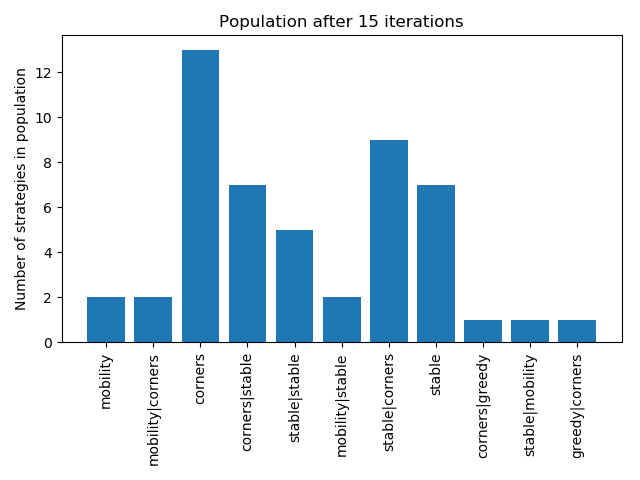 Population after 15 iterations
Number of strategies in population
12
10
8
6
4
2
0
mobility
mobility|corners
corners
corners|stable
stable|stable
mobility|stable
stable|corners
stable
corners|greedy
stable|mobility
greedy|corners